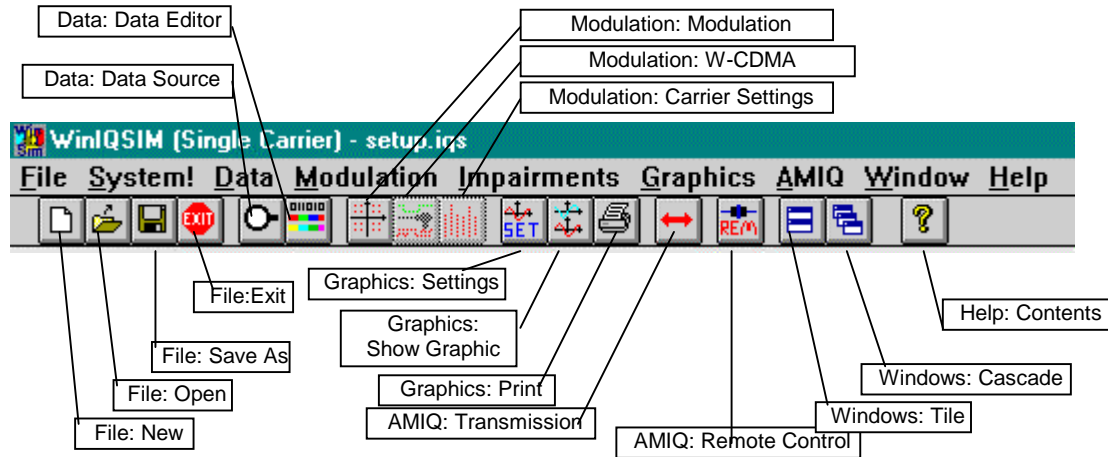 Data: Data Editor
Modulation: Modulation
Modulation: W-CDMA
Data: Data Source
Modulation: Carrier Settings
Win
Sim
WinIQSIM (Single Carrier) - setup.iqs
File System! Data Modulation Impairments Graphics AMIQ Window Help
EXIT
011010
SET
REM
?
Graphics: Settings
File:Exit
Help: Contents
Graphics:
Show Graphic
File: Save As
Windows: Cascade
File: Open
Graphics: Print
Windows: Tile
AMIQ: Transmission
File: New
AMIQ: Remote Control